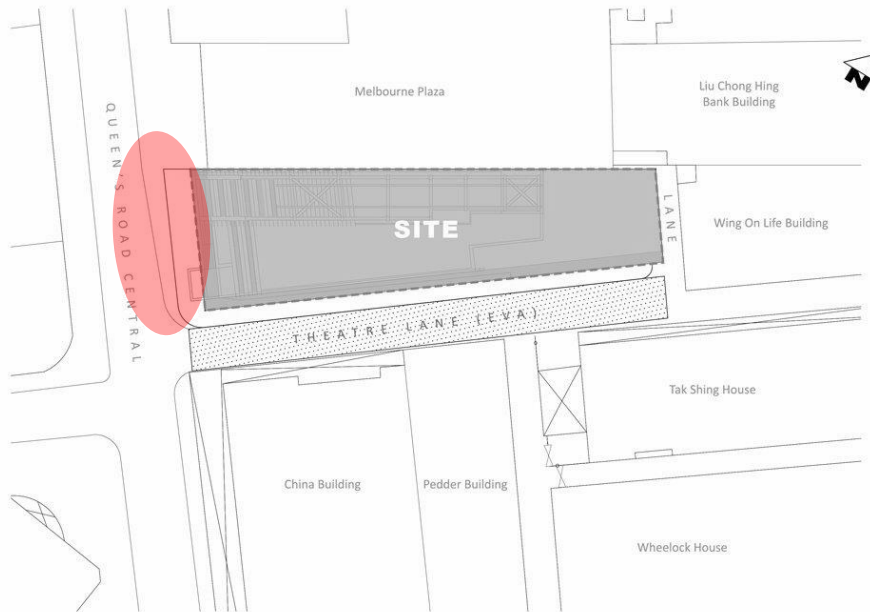 Melbourne Plaza
Liu Chong Hing
Bank Building
N
QUEEN'S ROAD CENTRAL
SITE
LANE
Wing On Life Building
THEATRE LANE (EVA)
Tak Shing House
China Building
Pedder Building
Wheelock House